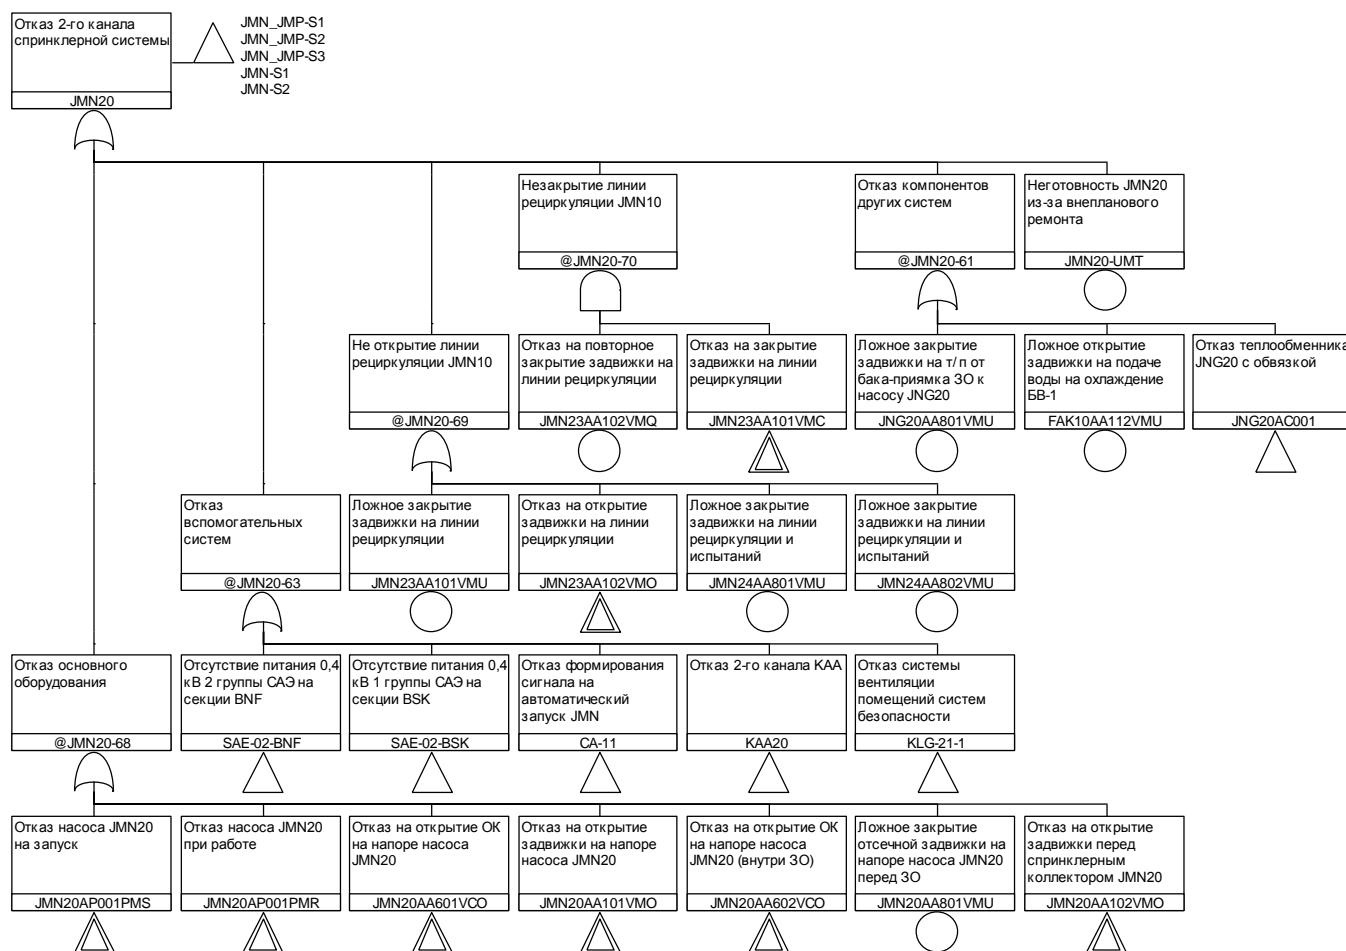 Отказ 2-го канала
спринклерной системы
JMN20
JMN_JMP-S1
JMN_JMP-S2
JMN_JMP-S3
JMN-S1
JMN-S2
Незакрытие линии
рециркуляции JMN10
@JMN20-70
Отказ компонентов
других систем
@JMN20-61
Неготовность JMN20
из-за внепланового
ремонта
JMN20-UMT
Не открытие линии
рециркуляции JMN10
@JMN20-69
Отказ на повторное
закрытие задвижки на
линии рециркуляции
JMN23AA102VMQ
Отказ на закрытие
задвижки на линии
рециркуляции
JMN23AA101VMC
Ложное закрытие
задвижки на т/п от
бака-приямка ЗО к
насосу JNG20
JNG20AA801VMU
Ложное открытие
задвижки на подаче
воды на охлаждение
БВ-1
FAK10AA112VMU
Отказ теплообменника
JNG20 с обвязкой
JNG20AC001
Отказ
вспомогательных
систем
@JMN20-63
Ложное закрытие
задвижки на линии
рециркуляции
JMN23AA101VMU
Отказ на открытие
задвижки на линии
рециркуляции
JMN23AA102VMO
Ложное закрытие
задвижки на линии
рециркуляции и
испытаний
JMN24AA801VMU
Ложное закрытие
задвижки на линии
рециркуляции и
испытаний
JMN24AA802VMU
Отказ основного
оборудования
@JMN20-68
Отсутствие питания 0,4
кВ 2 группы САЭ на
секции BNF
SAE-02-BNF
Отсутствие питания 0,4
кВ 1 группы САЭ на
секции BSK
SAE-02-BSK
Отказ формирования
сигнала на
автоматический
запуск JMN
CA-11
Отказ 2-го канала KAA
KAA20
Отказ системы
вентиляции
помещений систем
безопасности
KLG-21-1
Отказ насоса JMN20
на запуск
JMN20AP001PMS
Отказ насоса JMN20
при работе
JMN20AP001PMR
Отказ на открытие ОК
на напоре насоса
JMN20
JMN20AA601VCO
Отказ на открытие
задвижки на напоре
насоса JMN20
JMN20AA101VMO
Отказ на открытие ОК
на напоре насоса
JMN20 (внутри ЗО)
JMN20AA602VCO
Ложное закрытие
отсечной задвижки на
напоре насоса JMN20
перед ЗО
JMN20AA801VMU
Отказ на открытие
задвижки перед
спринклерным
коллектором JMN20
JMN20AA102VMO